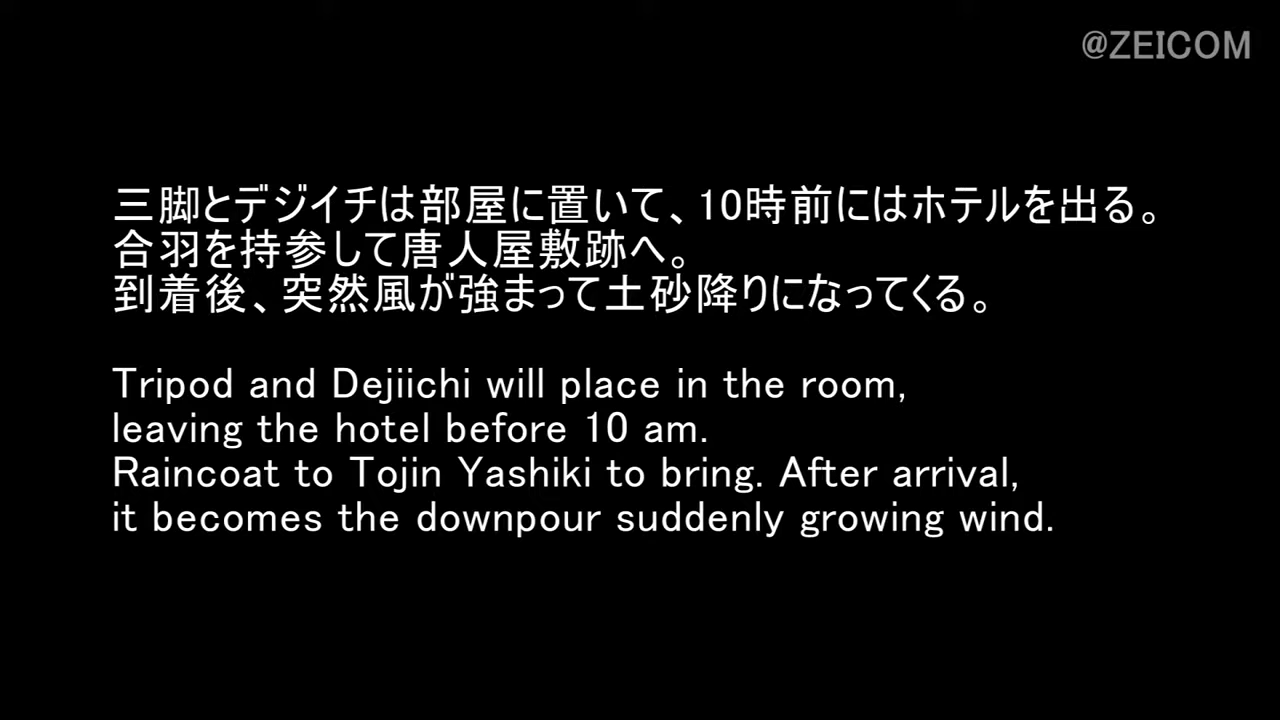 @ZEICOM
三脚とデジイチは部屋に置いて、10時前にはホテルを出る。
合羽を持参して唐人屋敷跡へ。
到着後、突然風が強まって土砂降りになってくる。
Tripod and Dejiichi will place in the room,
leaving the hotel before 10 am.
Raincoat to Tojin Yashiki to bring. After arrival,
it becomes the downpour suddenly growing wind.